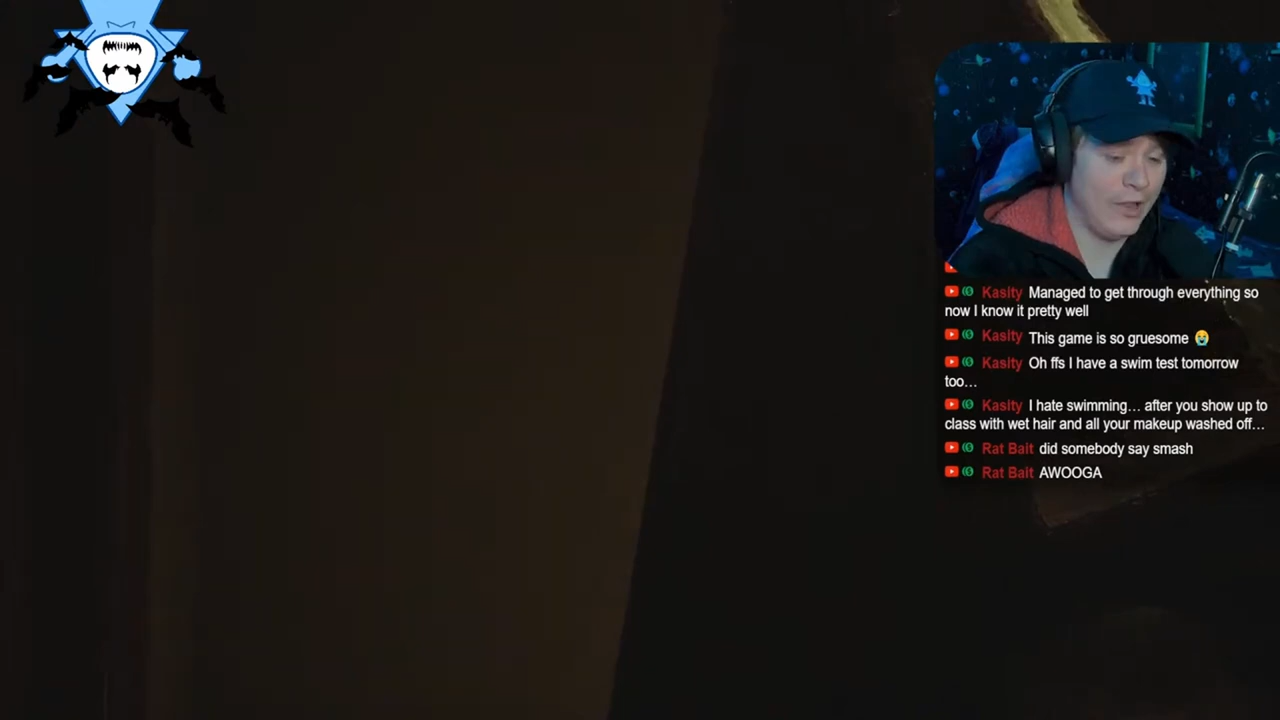 Kasity Managed to get through everything so
now I know it pretty well
Kasity This game is so gruesome 😭
Kasity Oh ffs I have a swim test tomorrow
too…
Kasity I hate swimming… after you show up to
class with wet hair and all your makeup washed off…
Rat Bait did somebody say smash
Rat Bait AWOOGA